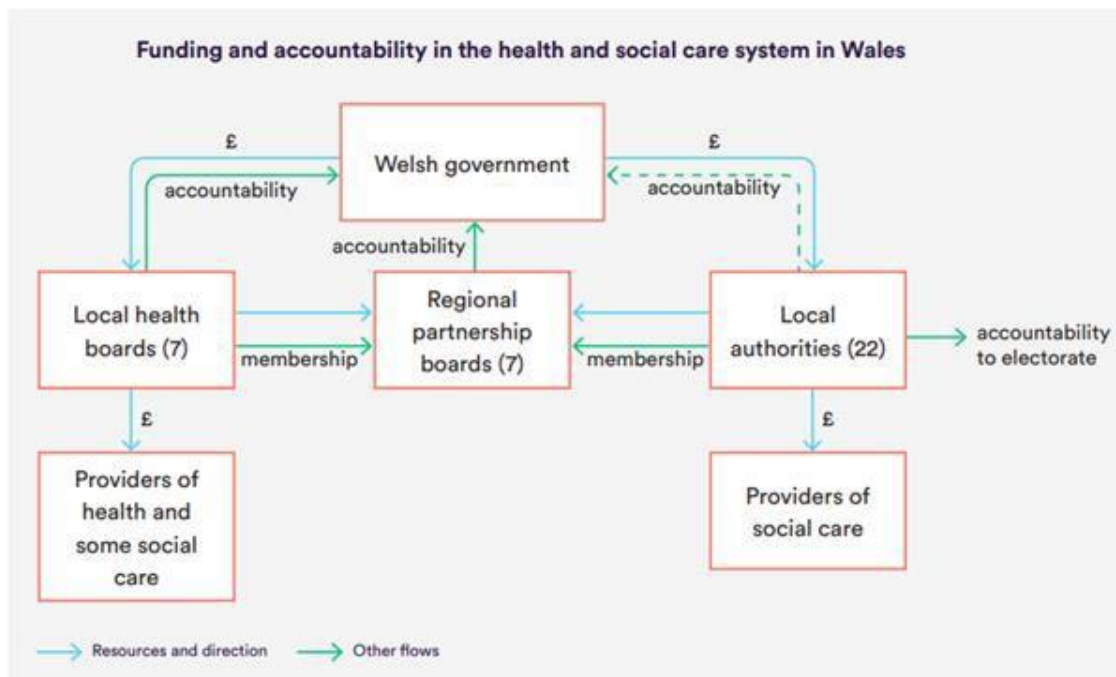 Funding and accountability in the health and social care system in Wales
£
£
Welsh government
accountability
accountability
accountability
Local health
boards (7)
Regional
partnership
boards (7)
Local
authorities (22)
accountability
to electorate
membership
membership
£
£
Providers of
health and
some social
care
Providers of
social care
Resources and direction
Other flows